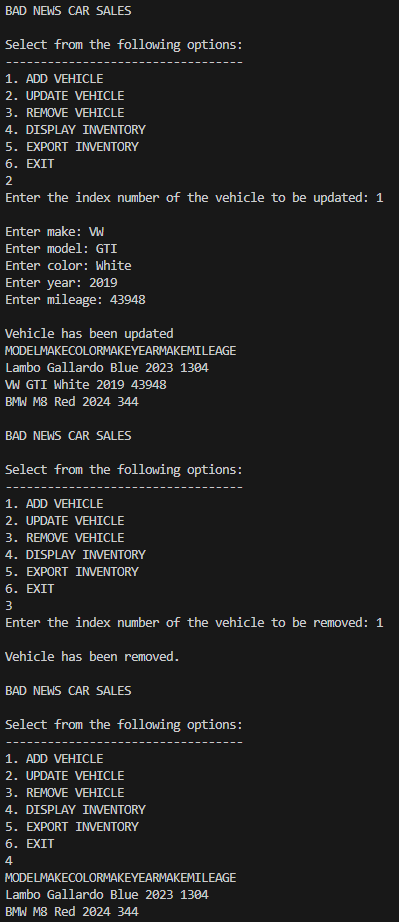 BAD NEWS CAR SALES
Select from the following options:
----------------------------------
1. ADD VEHICLE
2. UPDATE VEHICLE
3. REMOVE VEHICLE
4. DISPLAY INVENTORY
5. EXPORT INVENTORY
6. EXIT
2
Enter the index number of the vehicle to be updated: 1
Enter make: VW
Enter model: GTI
Enter color: White
Enter year: 2019
Enter mileage: 43948
Vehicle has been updated
MODELMAKECOLORMAKEYEARMAKEMILEAGE
Lambo Gallardo Blue 2023 1304
VW GTI White 2019 43948
BMW M8 Red 2024 344
BAD NEWS CAR SALES
Select from the following options:
----------------------------------
1. ADD VEHICLE
2. UPDATE VEHICLE
3. REMOVE VEHICLE
4. DISPLAY INVENTORY
5. EXPORT INVENTORY
6. EXIT
3
Enter the index number of the vehicle to be removed: 1
Vehicle has been removed.
BAD NEWS CAR SALES
Select from the following options:
----------------------------------
1. ADD VEHICLE
2. UPDATE VEHICLE
3. REMOVE VEHICLE
4. DISPLAY INVENTORY
5. EXPORT INVENTORY
6. EXIT
4
MODELMAKECOLORMAKEYEARMAKEMILEAGE
Lambo Gallardo Blue 2023 1304
BMW M8 Red 2024 344